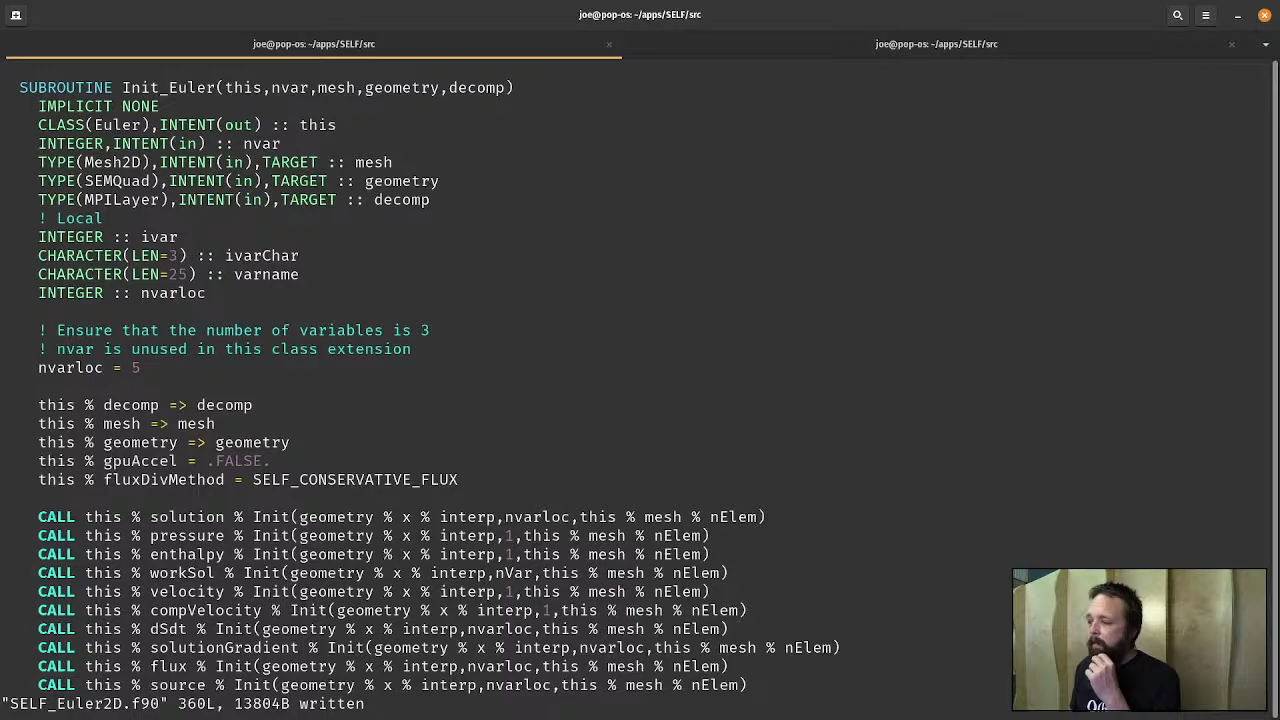 joe@pop-os: ~/apps/SELF/src
joe@pop-os: ~/apps/SELF/src
joe@pop-os: ~/apps/SELF/src
SUBROUTINE Init_Euler(this,nvar,mesh,geometry,decomp)
IMPLICIT NONE
CLASS(Euler),INTENT(out) :: this
INTEGER,INTENT(in) :: nvar
TYPE(Mesh2D),INTENT(in),TARGET :: mesh
TYPE(SEMQuad),INTENT(in),TARGET :: geometry
TYPE(MPILayer),INTENT(in),TARGET :: decomp
! Local
INTEGER :: ivar
CHARACTER(LEN=3) :: ivarChar
CHARACTER(LEN=25) :: varname
INTEGER :: nvarloc
! Ensure that the number of variables is 3
! nvar is unused in this class extension
nvarloc = 5
this % decomp => decomp
this % mesh => mesh
this % geometry => geometry
this % gpuAccel = .FALSE.
this % fluxDivMethod = SELF_CONSERVATIVE_FLUX
CALL this % solution % Init(geometry % x % interp,nvarloc,this % mesh % nElem)
CALL this % pressure % Init(geometry % x % interp,1,this % mesh % nElem)
CALL this % enthalpy % Init(geometry % x % interp,1,this % mesh % nElem)
CALL this % workSol % Init(geometry % x % interp,nVar,this % mesh % nElem)
CALL this % velocity % Init(geometry % x % interp,1,this % mesh % nElem)
CALL this % compVelocity % Init(geometry % x % interp,1,this % mesh % nElem)
CALL this % dSdt % Init(geometry % x % interp,nvarloc,this % mesh % nElem)
CALL this % solutionGradient % Init(geometry % x % interp,nvarloc,this % mesh % nElem)
CALL this % flux % Init(geometry % x % interp,nvarloc,this % mesh % nElem)
CALL this % source % Init(geometry % x % interp,nvarloc,this % mesh % nElem)
"SELF_Euler2D.f90" 360L, 13804B written